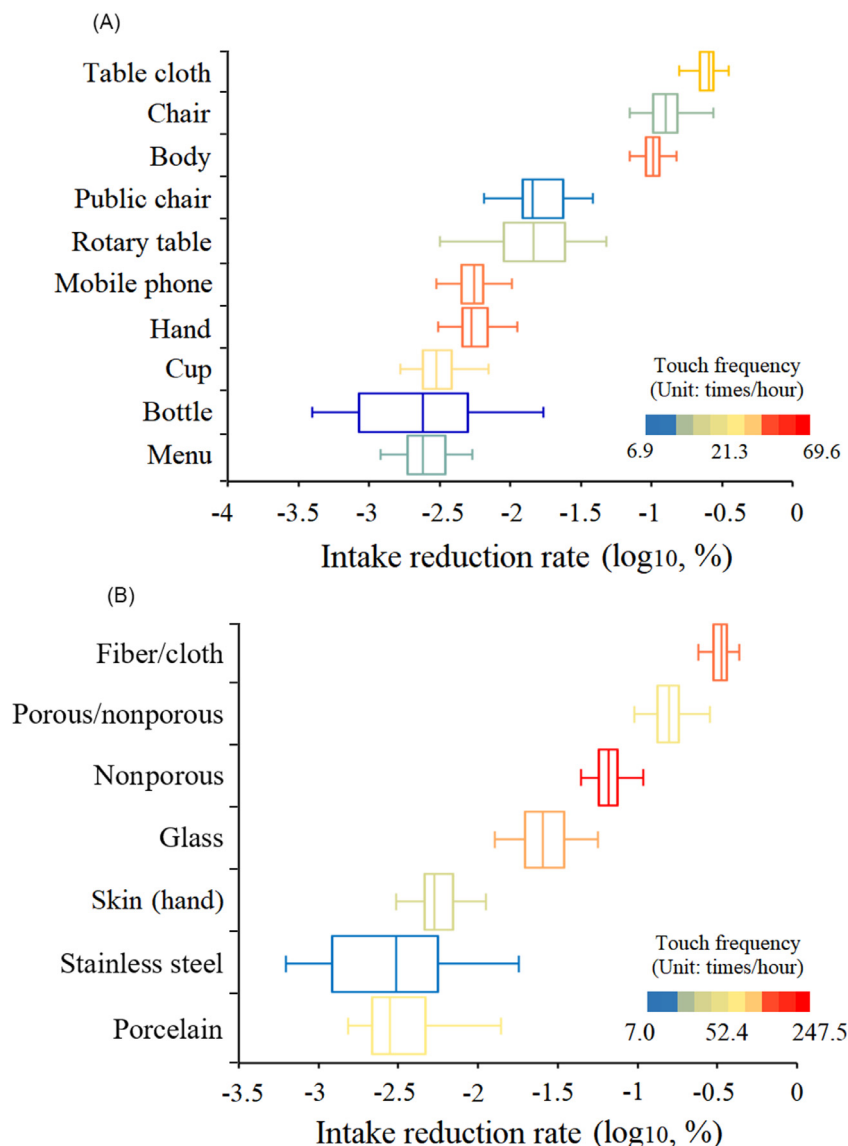 (A)
Table cloth
Chair
Body
Public chair
Rotary table
Mobile phone
Hand
Cup
Bottle
Menu
Touch frequency
(Unit: times/hour)
6.9 21.3 69.6
-4 -3.5 -3 -2.5 -2 -1.5 -1 -0.5 0
Intake reduction rate (log10, %)
(B)
Fiber/cloth
Porous/nonporous
Nonporous
Glass
Skin (hand)
Stainless steel
Porcelain
Touch frequency
(Unit: times/hour)
7.0 52.4 247.5
-3.5 -3 -2.5 -2 -1.5 -1 -0.5 0
Intake reduction rate (log10, %)